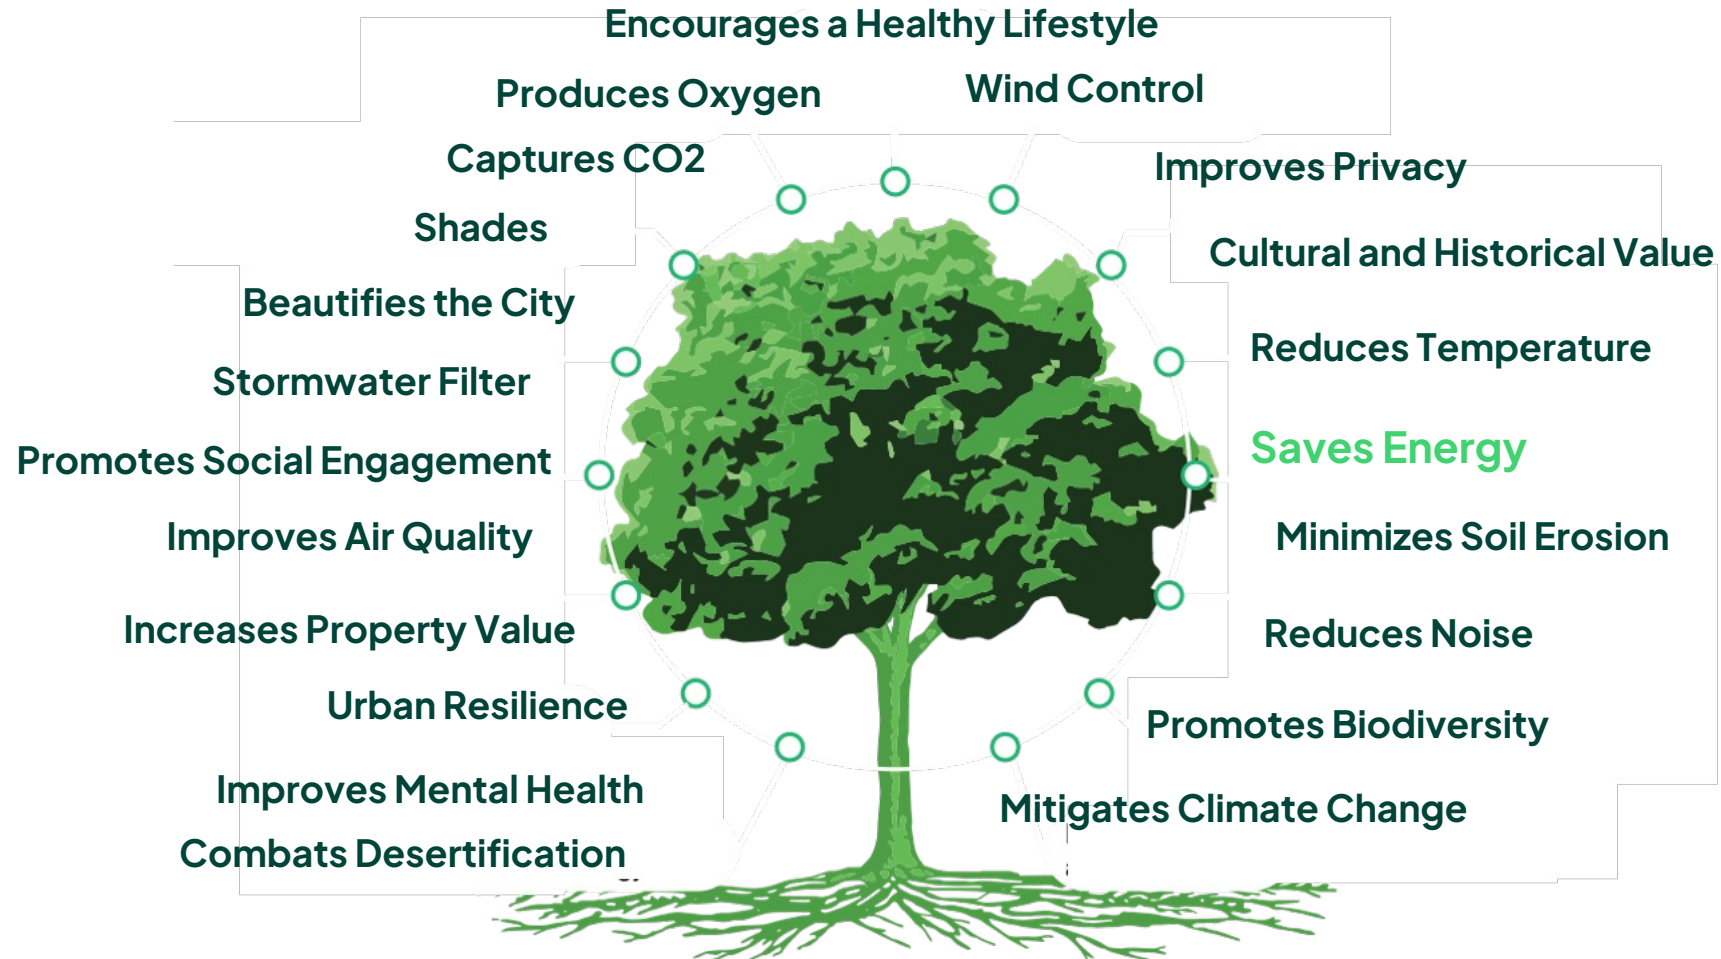 Encourages a Healthy Lifestyle
Produces Oxygen
Wind Control
Captures CO2
Improves Privacy
Shades
Cultural and Historical Value
Beautifies the City
Reduces Temperature
Stormwater Filter
Saves Energy
Promotes Social Engagement
Improves Air Quality
Minimizes Soil Erosion
Increases Property Value
Reduces Noise
Urban Resilience
Promotes Biodiversity
Improves Mental Health
Mitigates Climate Change
Combats Desertification